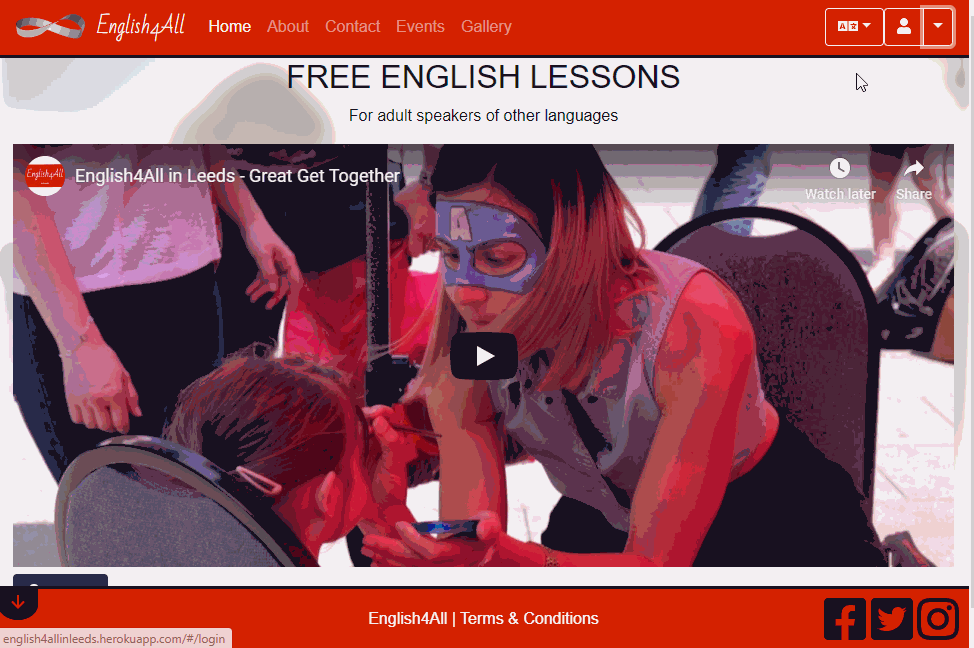 English4All Home About Contact Events Gallery
FREE ENGLISH LESSONS
For adult speakers of other languages
English4All
English4All in Leeds - Great Get Together
Watch later Share
A
English4All | Terms & Conditions
english4allinleeds.herokuapp.com/#/login